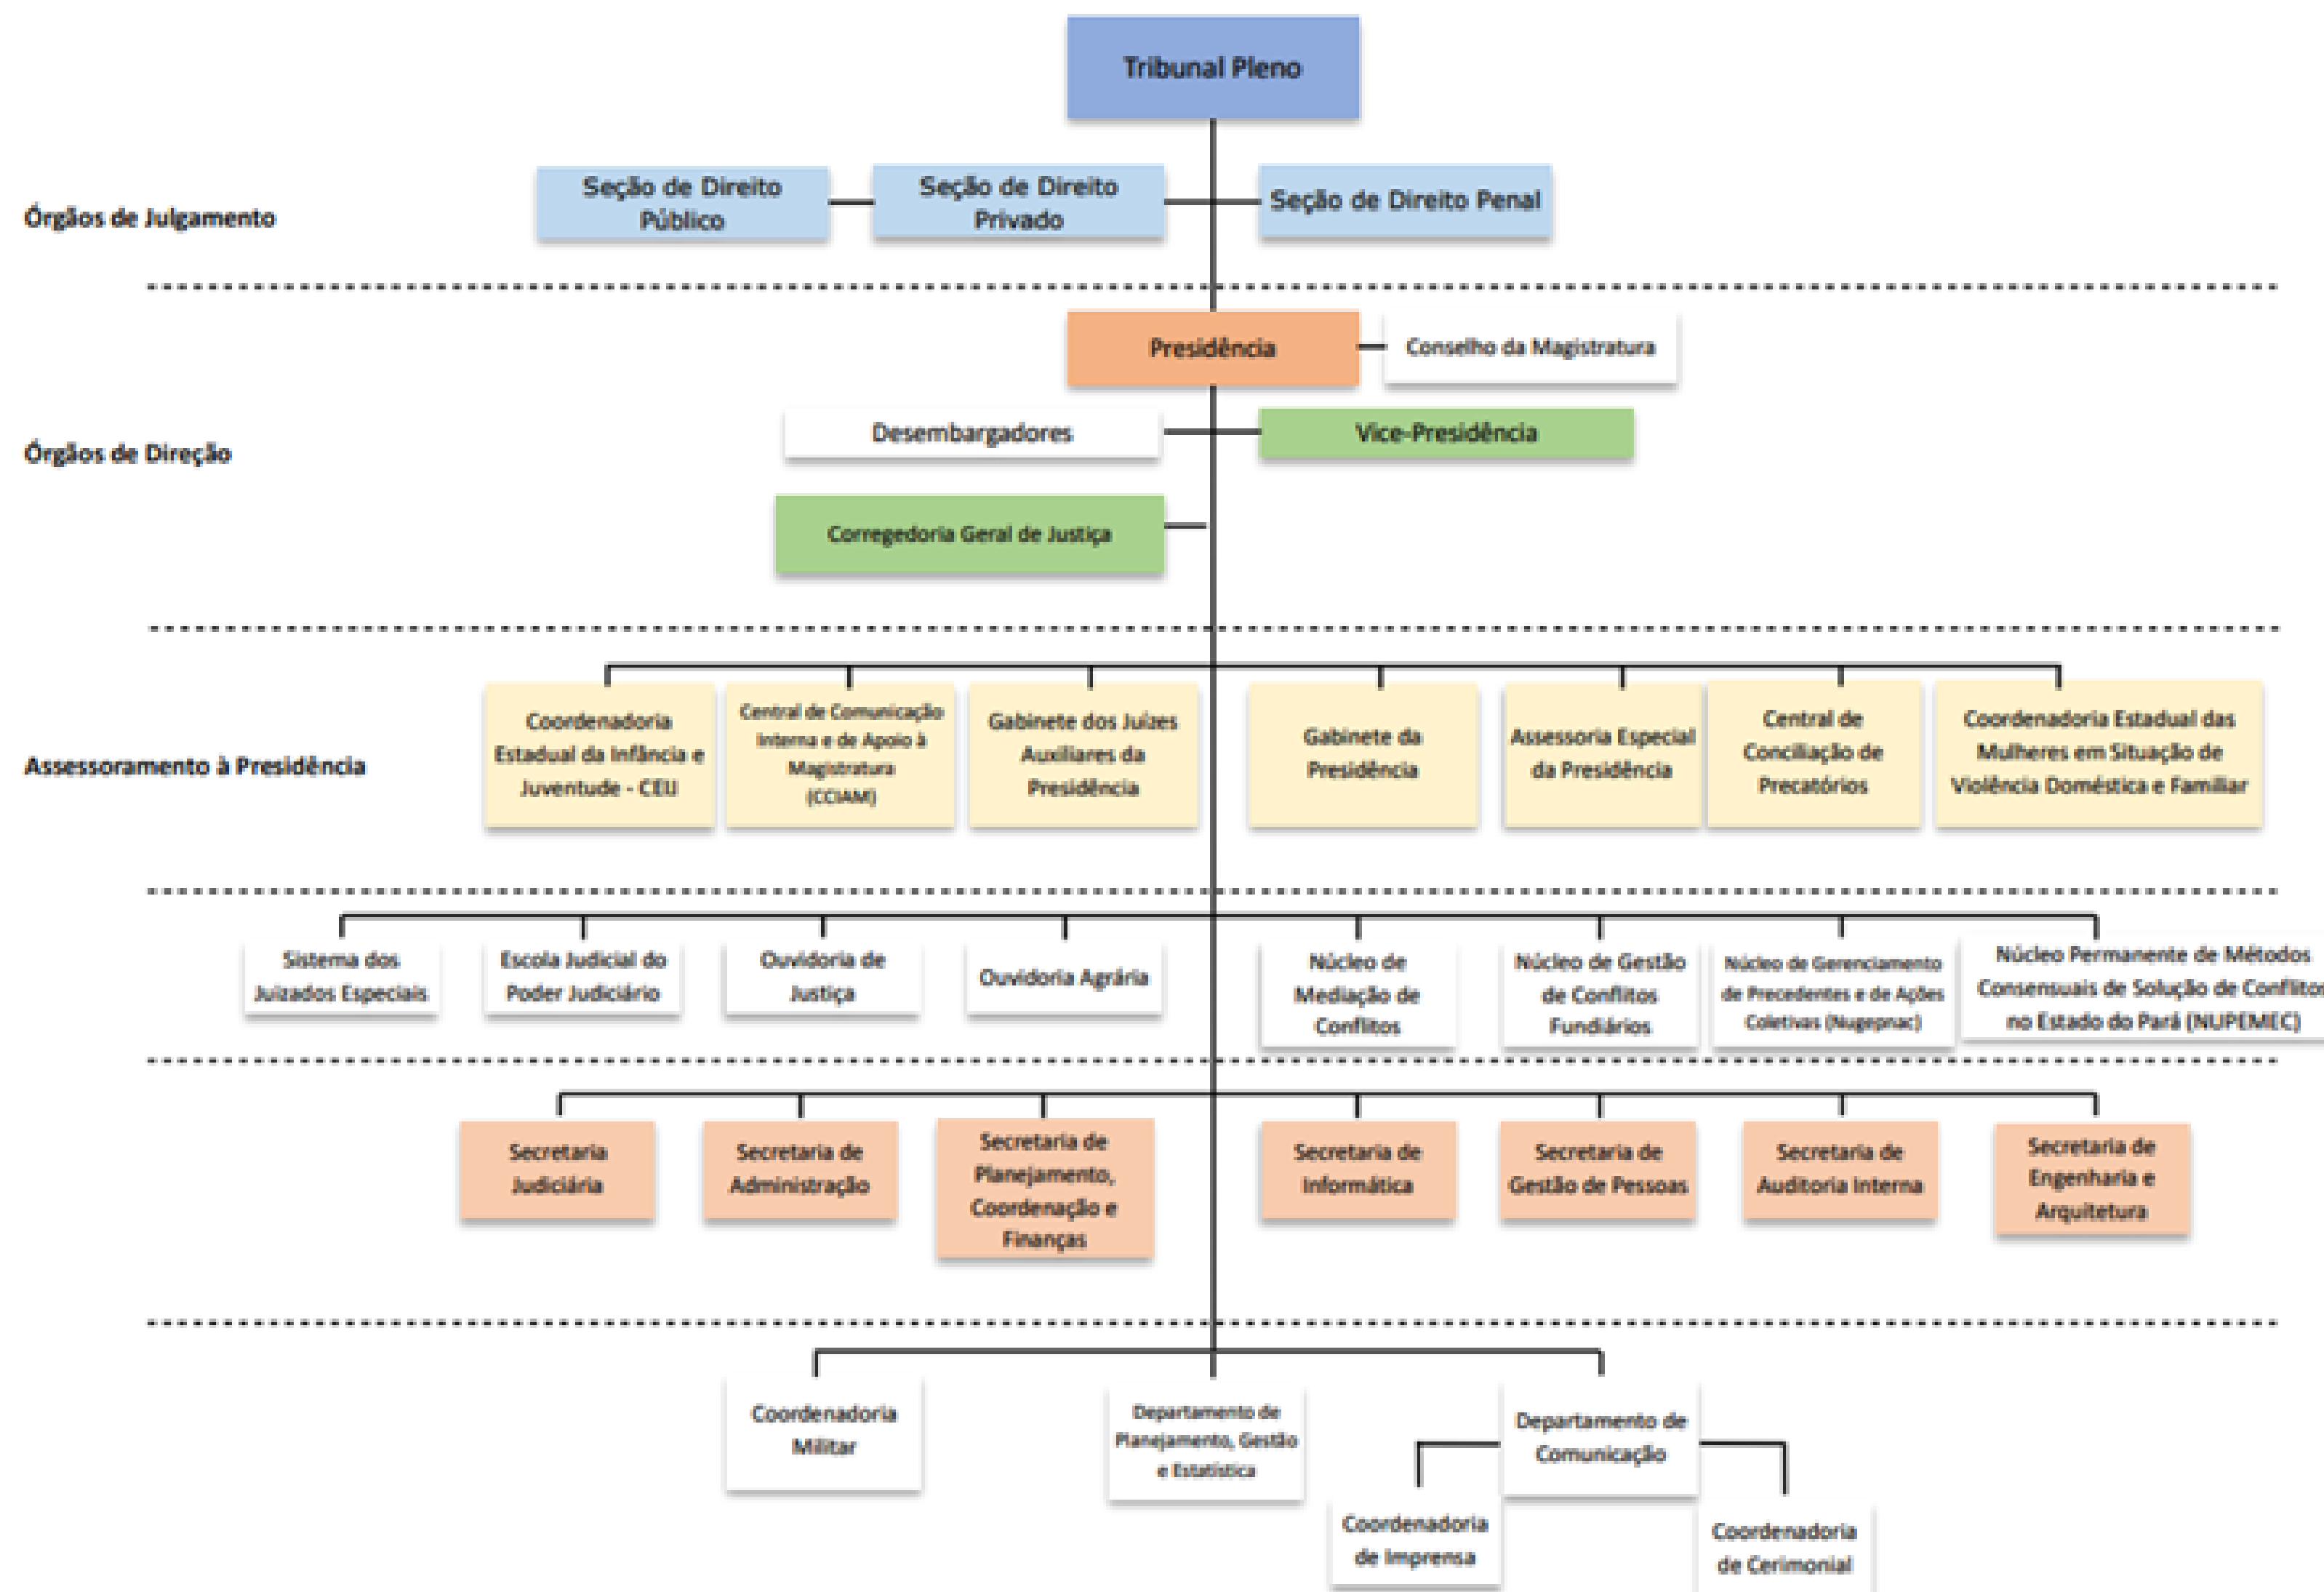 Tribunal Pleno
Órgãos de Julgamento
Seção de Direito
Público
Seção de Direito
Privado
Seção de Direito Penal
Presidência
Conselho da Magistratura
Órgãos de Direção
Desembargadores
Vice-Presidência
Corregedoria Geral de Justiça
Assessoramento à Presidência
Coordenadoria
Estadual da Infância e
Juventude - CEIJ
Central de Comunicação
Interna e de Apoio à
Magistratura
(CCIAM)
Gabinete dos Juízes
Auxiliares da
Presidência
Gabinete da
Presidência
Assessoria Especial
da Presidência
Central de
Conciliação de
Precatórios
Coordenadoria Estadual das
Mulheres em Situação de
Violência Doméstica e Familiar
Sistema dos
Juizados Especiais
Escola Judicial do
Poder Judiciário
Ouvidoria de
Justiça
Ouvidoria Agrária
Núcleo de
Mediação de
Conflitos
Núcleo de Gestão
de Conflitos
Fundiários
Núcleo de Gerenciamento
de Precedentes e de Ações
Coletivas (Nugepnac)
Núcleo Permanente de Métodos
Consensuais de Solução de Conflitos
no Estado do Pará (NUPEMEC)
Secretaria
Judiciária
Secretaria de
Administração
Secretaria de
Planejamento,
Coordenação e
Finanças
Secretaria de
Informática
Secretaria de
Gestão de Pessoas
Secretaria de
Auditoria Interna
Secretaria de
Engenharia e
Arquitetura
Coordenadoria
Militar
Departamento de
Planejamento, Gestão
e Estatística
Departamento de
Comunicação
Coordenadoria
de Imprensa
Coordenadoria
de Cerimonial